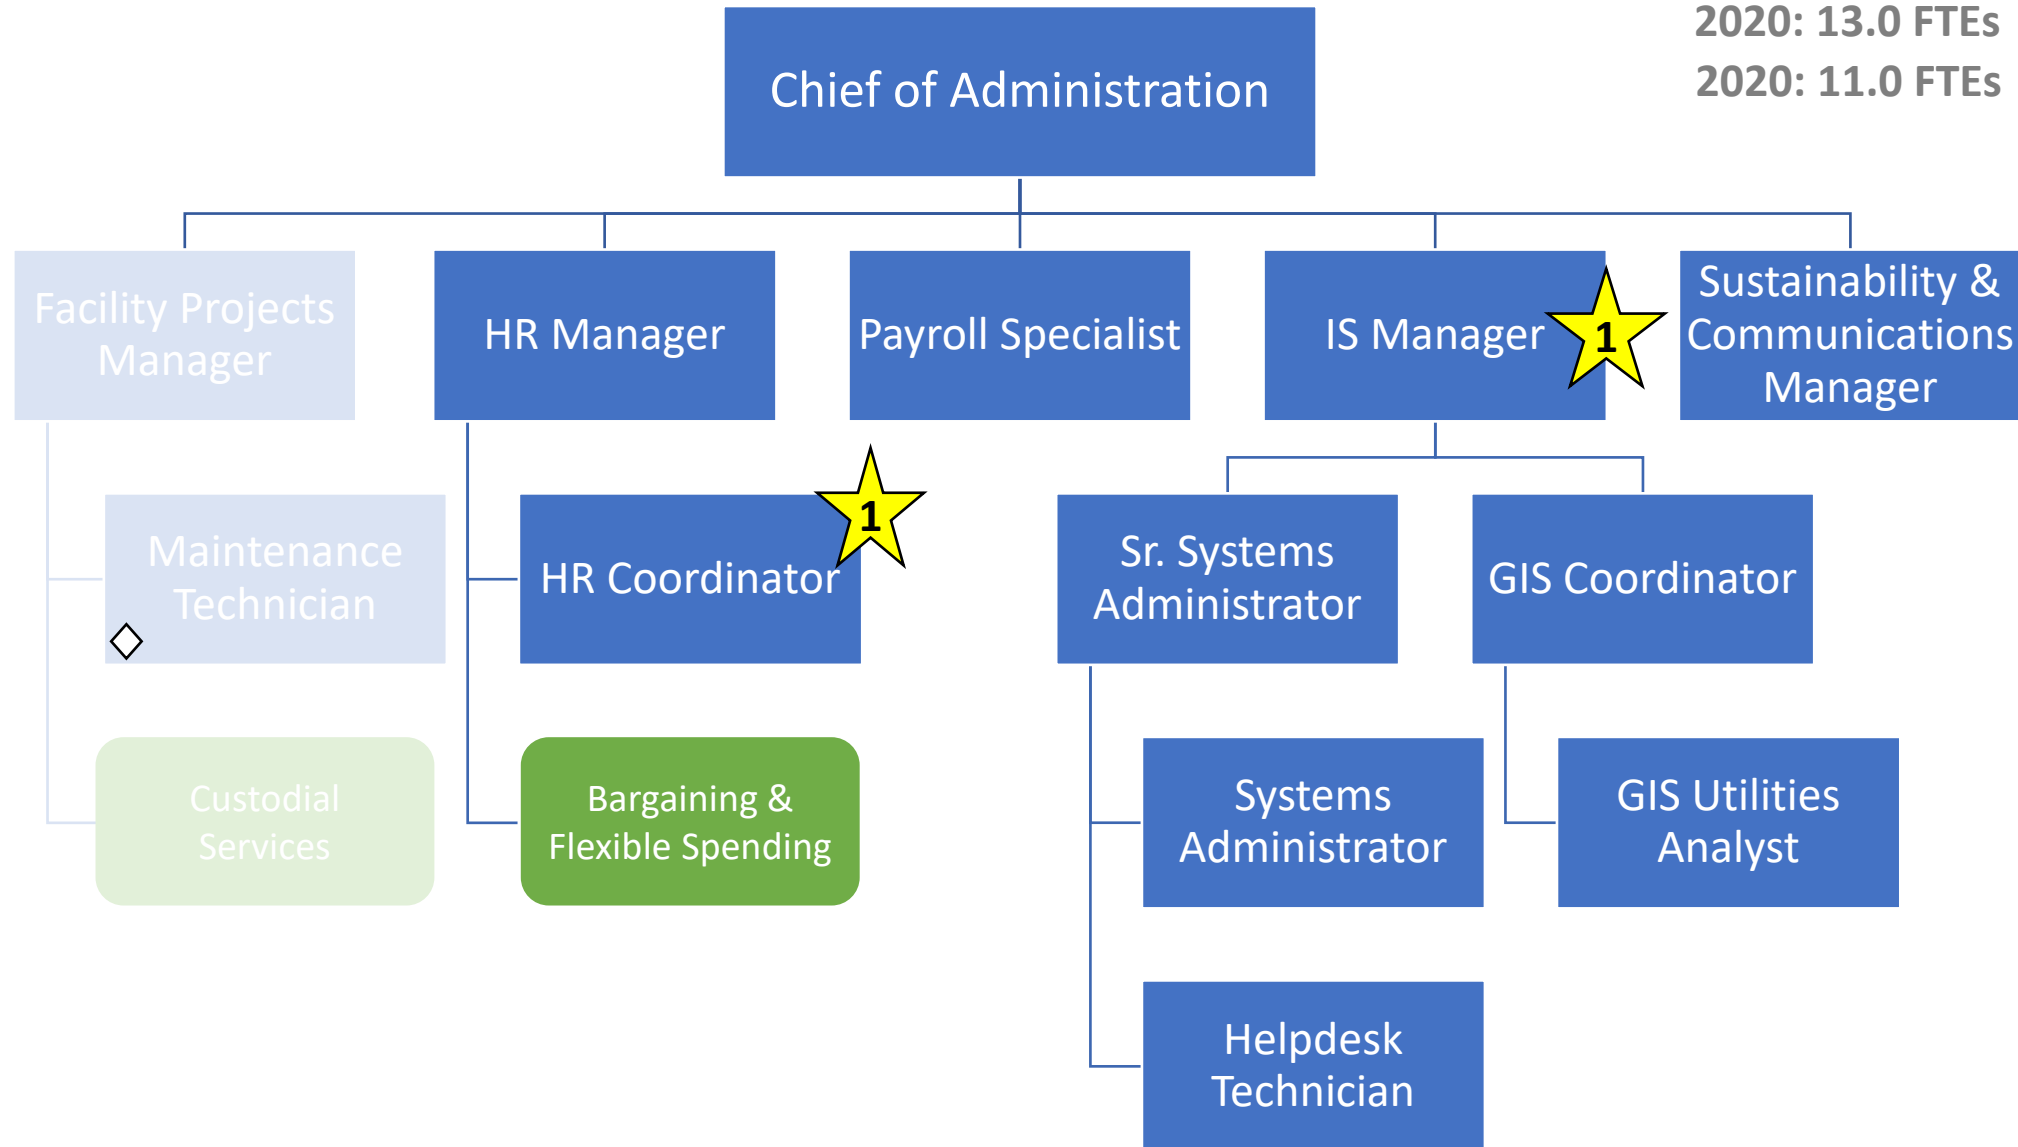 2020: 13.0 FTEs
2020: 11.0 FTEs
Chief of Administration
Facility Projects
Manager
HR Manager
Payroll Specialist
IS Manager
1
Sustainability &
Communications
Manager
Maintenance
Technician
HR Coordinator
1
Sr. Systems
Administrator
GIS Coordinator
Custodial
Services
Bargaining &
Flexible Spending
Systems
Administrator
GIS Utilities
Analyst
Helpdesk
Technician